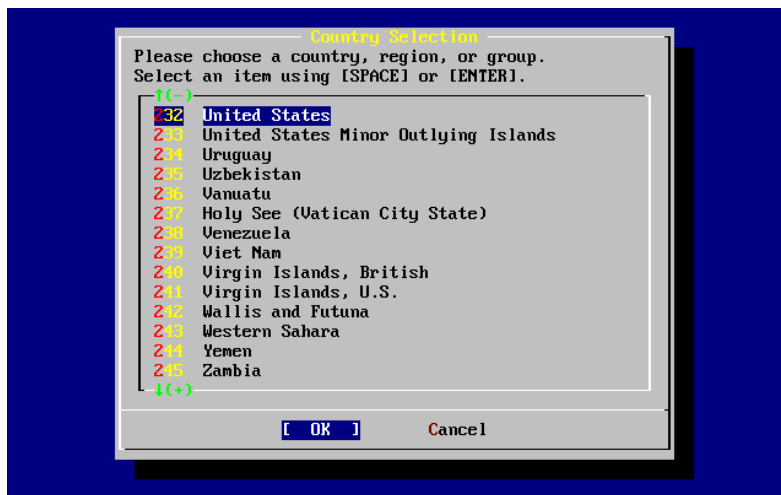 Country Selection
Please choose a country, region, or group.
Select an item using [SPACE] or [ENTER].
↑(-)
232 United States
233 United States Minor Outlying Islands
234 Uruguay
235 Uzbekistan
236 Vanuatu
237 Holy See (Vatican City State)
238 Venezuela
239 Viet Nam
240 Virgin Islands, British
241 Virgin Islands, U.S.
242 Wallis and Futuna
243 Western Sahara
244 Yemen
245 Zambia
↓(+)
[ OK ] Cancel